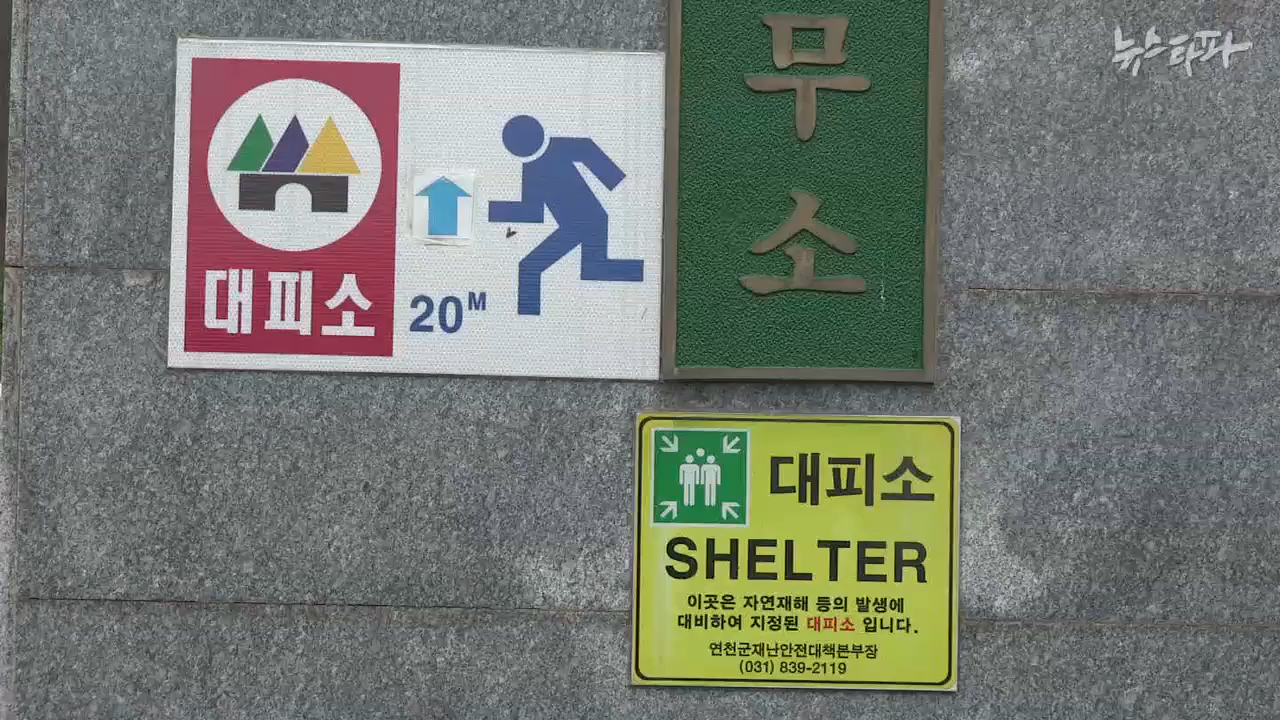 뉴스타파
무
소
대피소
20M
대피소
SHELTER
이곳은 자연재해 등의 발생에
대비하여 지정된 대피소 입니다.
연천군재난안전대책본부장
(031) 839-2119